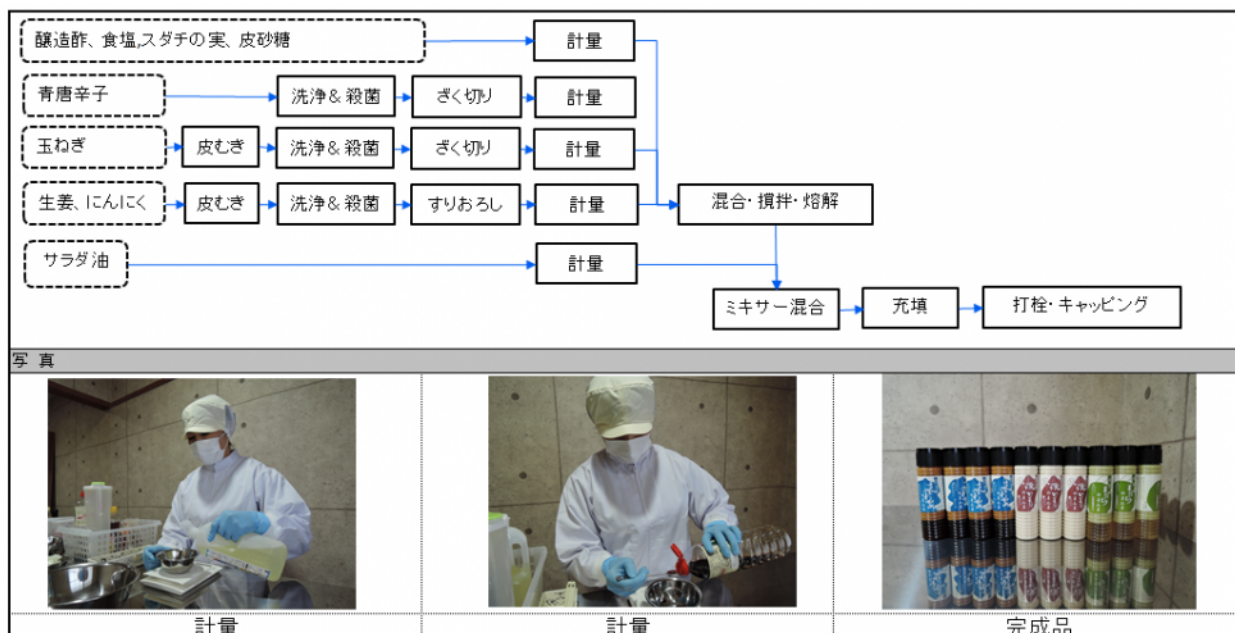 醸造酢、食塩,スダチの実、皮砂糖
計量
青唐辛子
洗浄&殺菌
ざく切り
計量
玉ねぎ
皮むき
洗浄&殺菌
ざく切り
計量
生姜、にんにく
皮むき
洗浄&殺菌
すりおろし
計量
混合・撹拌・熔解
サラダ油
計量
ミキサー混合
充填
打栓・キャッピング
写 真
計量
計量
完成品